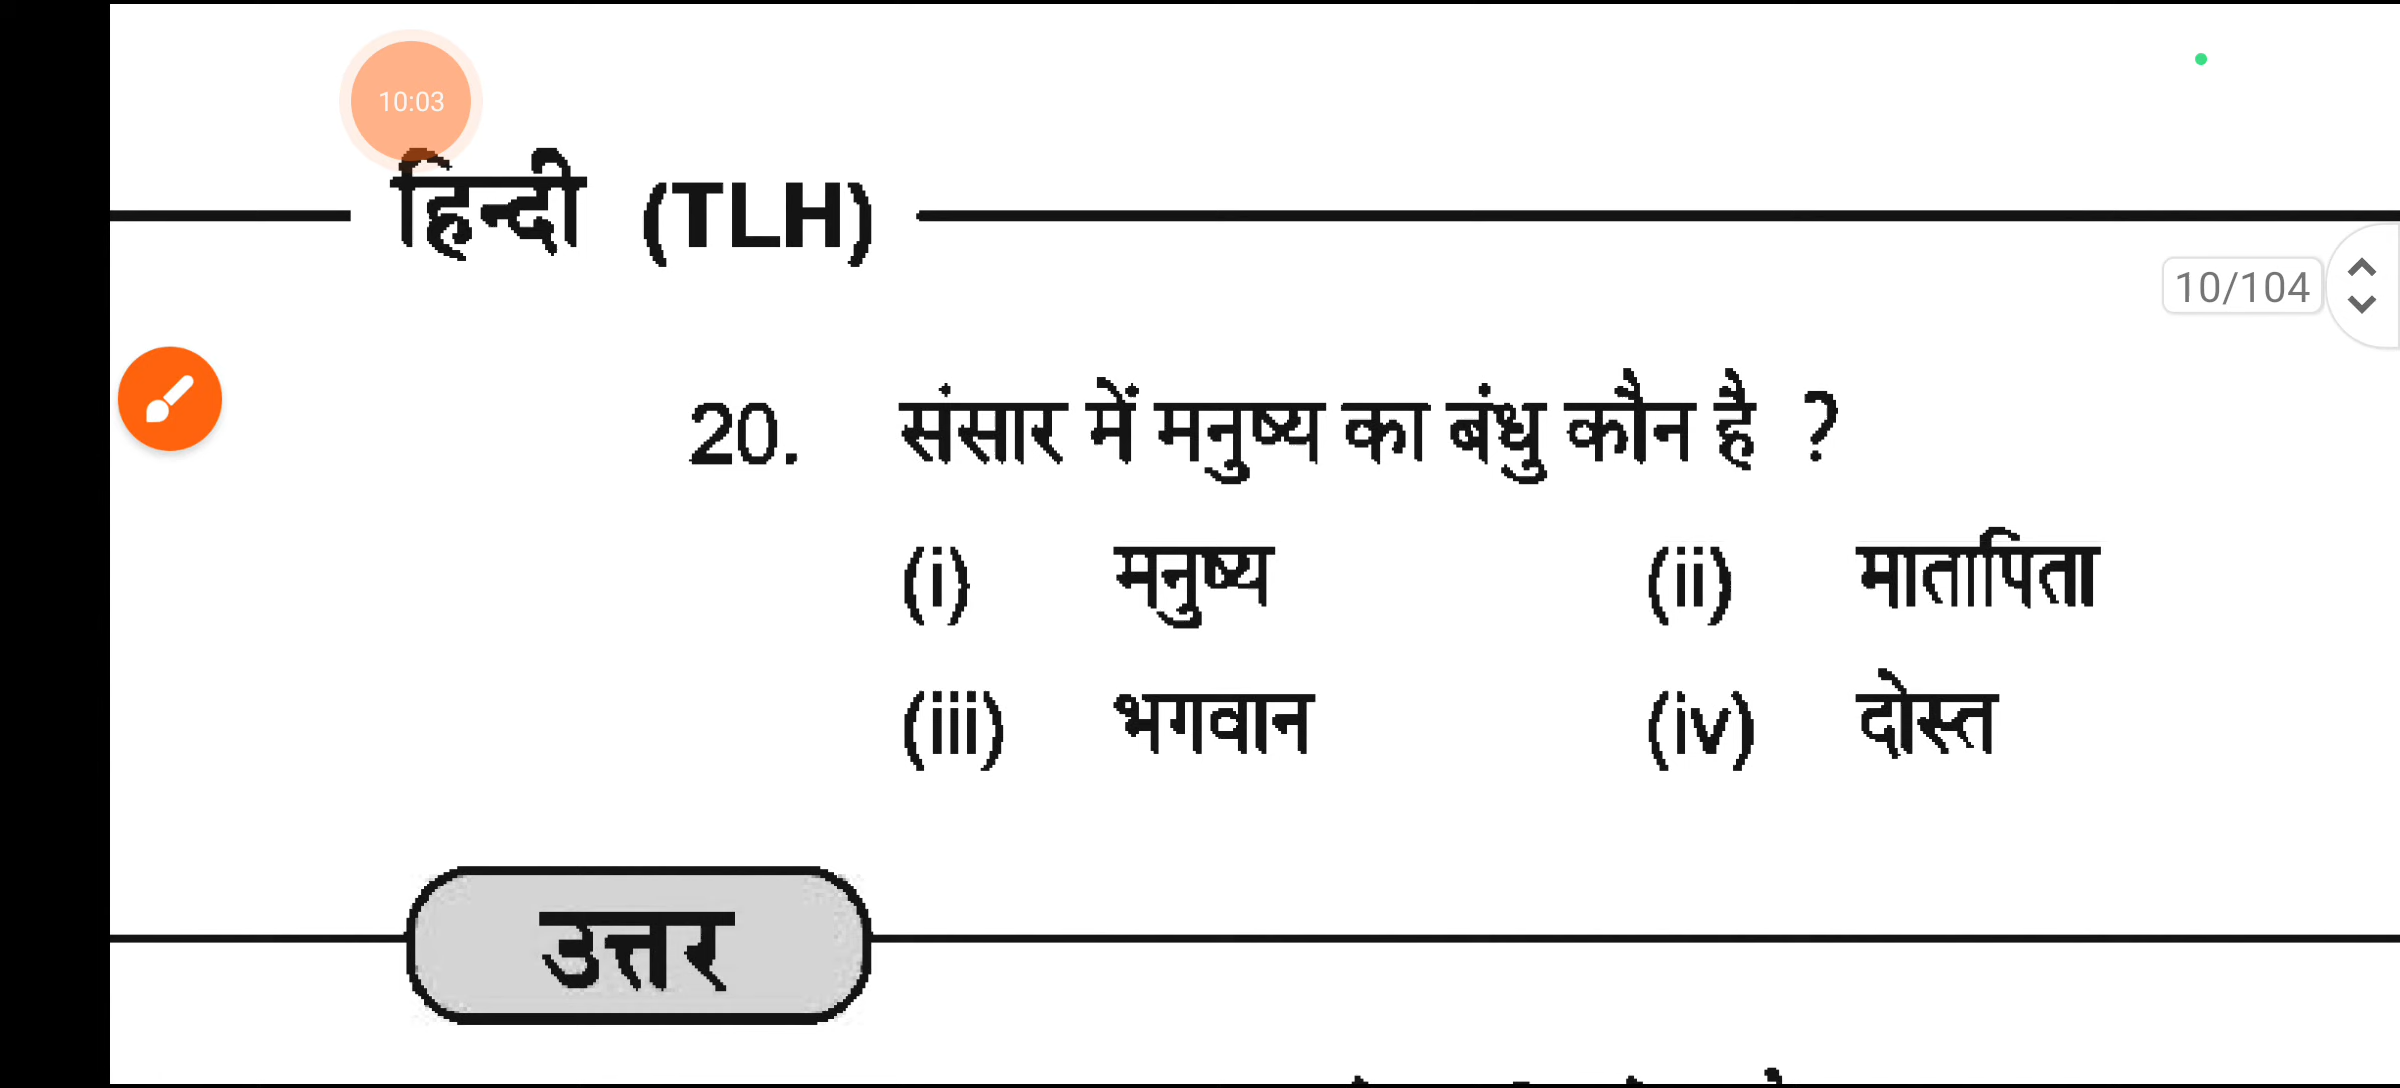 10:03
हिन्दी (TLH)
10/104
20. संसार में मनुष्य का बंधु कौन है ?
(i) मनुष्य (ii) मातापिता
(iii) भगवान (iv) दोस्त
उत्तर